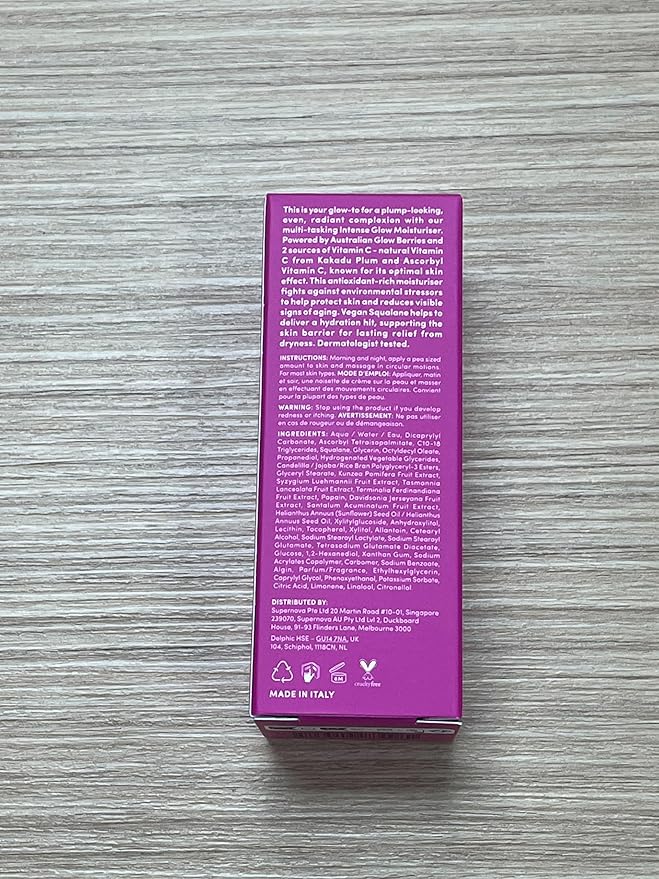 This is your glow-to for a plump-looking,
even, radiant complexion with our
multi-tasking Intense Glow Moisturiser.
Powered by Australian Glow Berries and
2 sources of Vitamin C - natural Vitamin
C from Kakadu Plum and Ascorbyl
Vitamin C, known for its optimal skin
effect. This antioxidant-rich moisturiser
fights against environmental stressors
to help protect skin and reduces visible
signs of aging. Vegan Squalane helps to
deliver a hydration hit, supporting the
skin barrier for lasting relief from
dryness. Dermatologist tested.
INSTRUCTIONS: Morning and night, apply a pea sized
amount to skin and massage in circular motions.
For most skin types. MODE D'EMPLOI: Appliquer, matin
et soir, une noisette de crème sur la peau et masser
en effectuant des mouvements circulaires. Convient
pour la plupart des types de peau.
WARNING: Stop using the product if you develop
redness or itching. AVERTISSEMENT: Ne pas utiliser
en cas de rougeur ou de démangeaison.
INGREDIENTS: Aqua / Water / Eau, Dicaprylyl
Carbonate, Ascorbyl Tetraisopalmitate, C10-18
Triglycerides, Squalane, Glycerin, Octyldecyl Oleate,
Propanediol, Hydrogenated Vegetable Glycerides,
Candelilla / Jojoba/Rice Bran Polyglyceryl-3 Esters,
Glyceryl Stearate, Kunzea Pomifera Fruit Extract,
Syzygium Luehmannii Fruit Extract, Tasmannia
Lanceolata Fruit Extract, Terminalia Ferdinandiana
Fruit Extract, Papain, Davidsonia Jerseyana Fruit
Extract, Santalum Acuminatum Fruit Extract,
Helianthus Annuus (Sunflower) Seed Oil / Helianthus
Annuus Seed Oil, Xylitylglucoside, Anhydroxylitol,
Lecithin, Tocopherol, Xylitol, Allantoin, Cetearyl
Alcohol, Sodium Stearoyl Lactylate, Sodium Stearoyl
Glutamate, Tetrasodium Glutamate Diacetate,
Glucose, 1,2-Hexanediol, Xanthan Gum, Sodium
Acrylates Copolymer, Carbomer, Sodium Benzoate,
Algin, Parfum/Fragrance, Ethylhexylglycerin,
Caprylyl Glycol, Phenoxyethanol, Potassium Sorbate,
Citric Acid, Limonene, Linalool, Citronellol.
DISTRIBUTED BY:
Supernova Pte Ltd 20 Martin Road #10-01, Singapore
239070, Supernova AU Pty Ltd Lvl 2, Duckboard
House, 91-93 Flinders Lane, Melbourne 3000
Delphic HSE – GU14 7NA, UK
104, Schiphol, 1118CN, NL
6M
crueltyfree
MADE IN ITALY